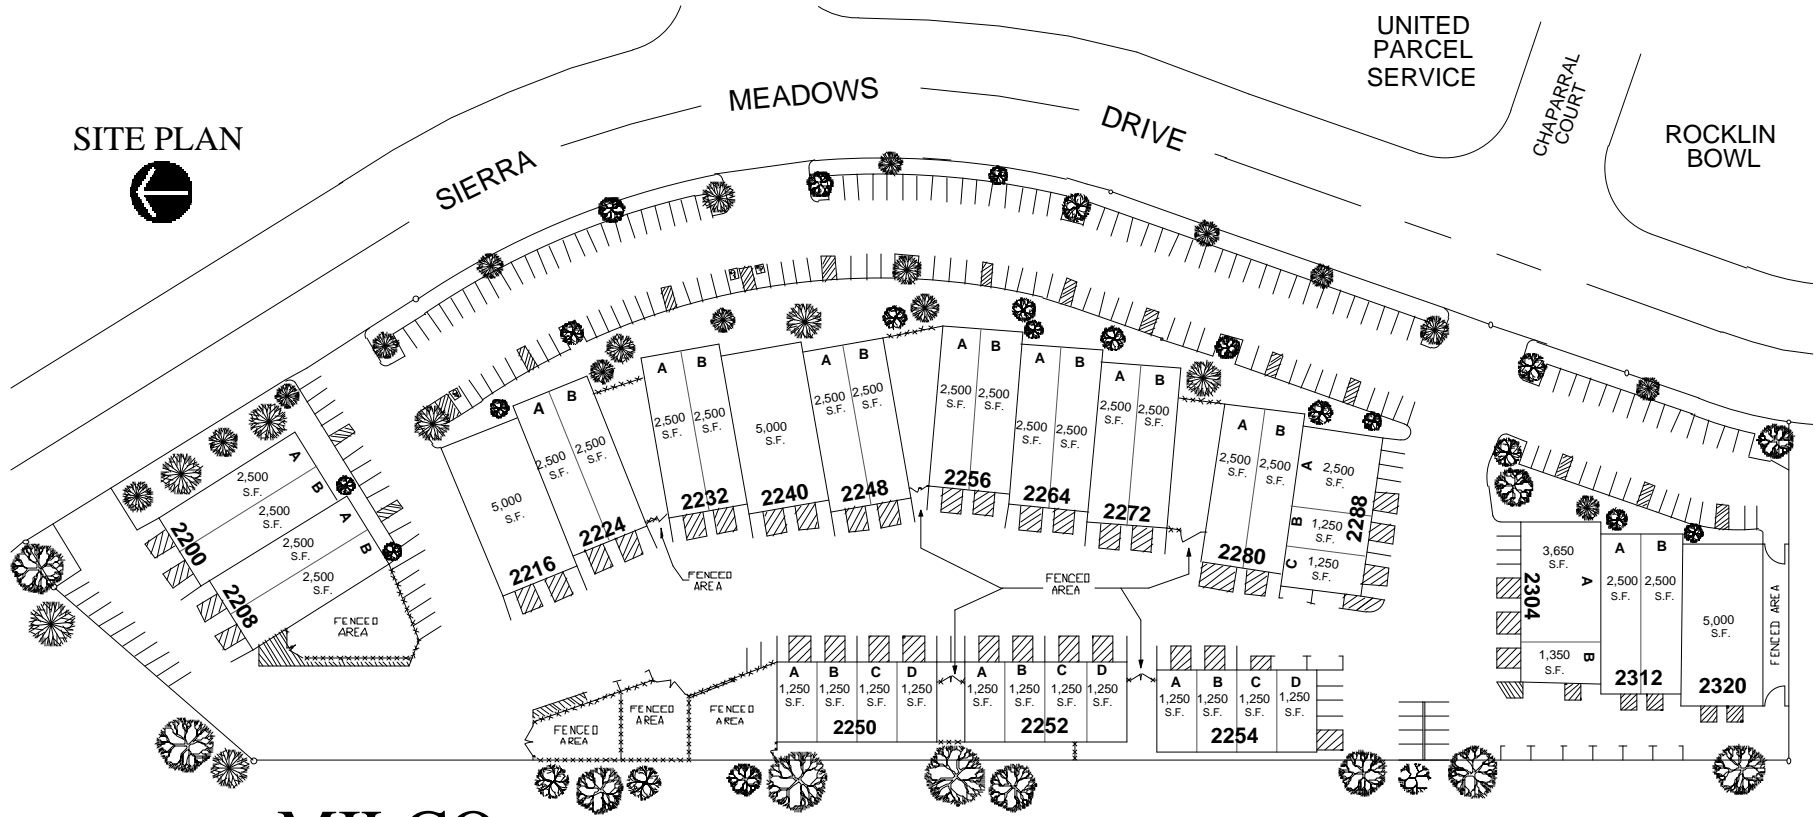 UNITED
PARCEL
SERVICE
CHAPARRAL
COURT
ROCKLIN
BOWL
SITE PLAN
SIERRA MEADOWS DRIVE
A
2,500
S.F.
B
2,500
S.F.
2200
A
2,500
S.F.
B
2,500
S.F.
2208
FENCED
AREA
5,000
S.F.
2216
A
B
2,500
S.F.
2,500
S.F.
2224
A
B
2,500
S.F.
2,500
S.F.
2232
5,000
S.F.
2240
A
B
2,500
S.F.
2,500
S.F.
2248
A
B
2,500
S.F.
2,500
S.F.
2256
A
B
2,500
S.F.
2,500
S.F.
2264
A
B
2,500
S.F.
2,500
S.F.
2272
A
B
2,500
S.F.
2,500
S.F.
2280
A
2,500
S.F.
B
1,250
S.F.
C
1,250
S.F.
2288
FENCED
AREA
FENCED
AREA
3,650
S.F.
A
2304
1,350
S.F.
B
A
B
2,500
S.F.
2,500
S.F.
2312
5,000
S.F.
2320
FENCED AREA
FENCED
AREA
FENCED
AREA
FENCED
AREA
A B C D
1,250 1,250 1,250 1,250
S.F. S.F. S.F. S.F.
2250
A B C D
1,250 1,250 1,250 1,250
S.F. S.F. S.F. S.F.
2252
A B C D
1,250 1,250 1,250 1,250
S.F. S.F. S.F. S.F.
2254